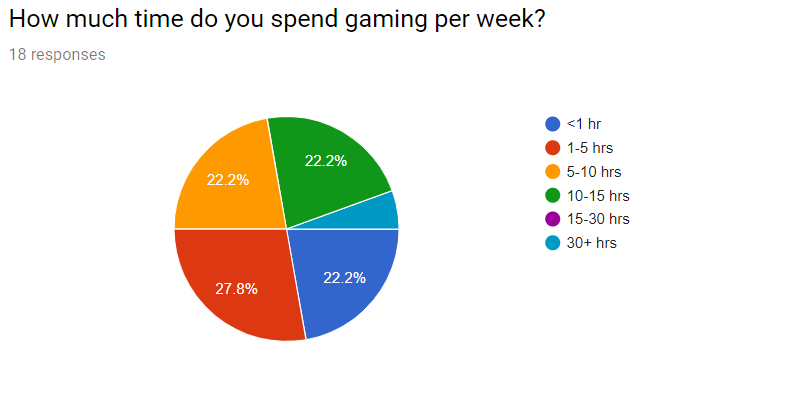 How much time do you spend gaming per week?
18 responses
22.2%
22.2%
27.8%
22.2%
<1 hr
1-5 hrs
5-10 hrs
10-15 hrs
15-30 hrs
30+ hrs